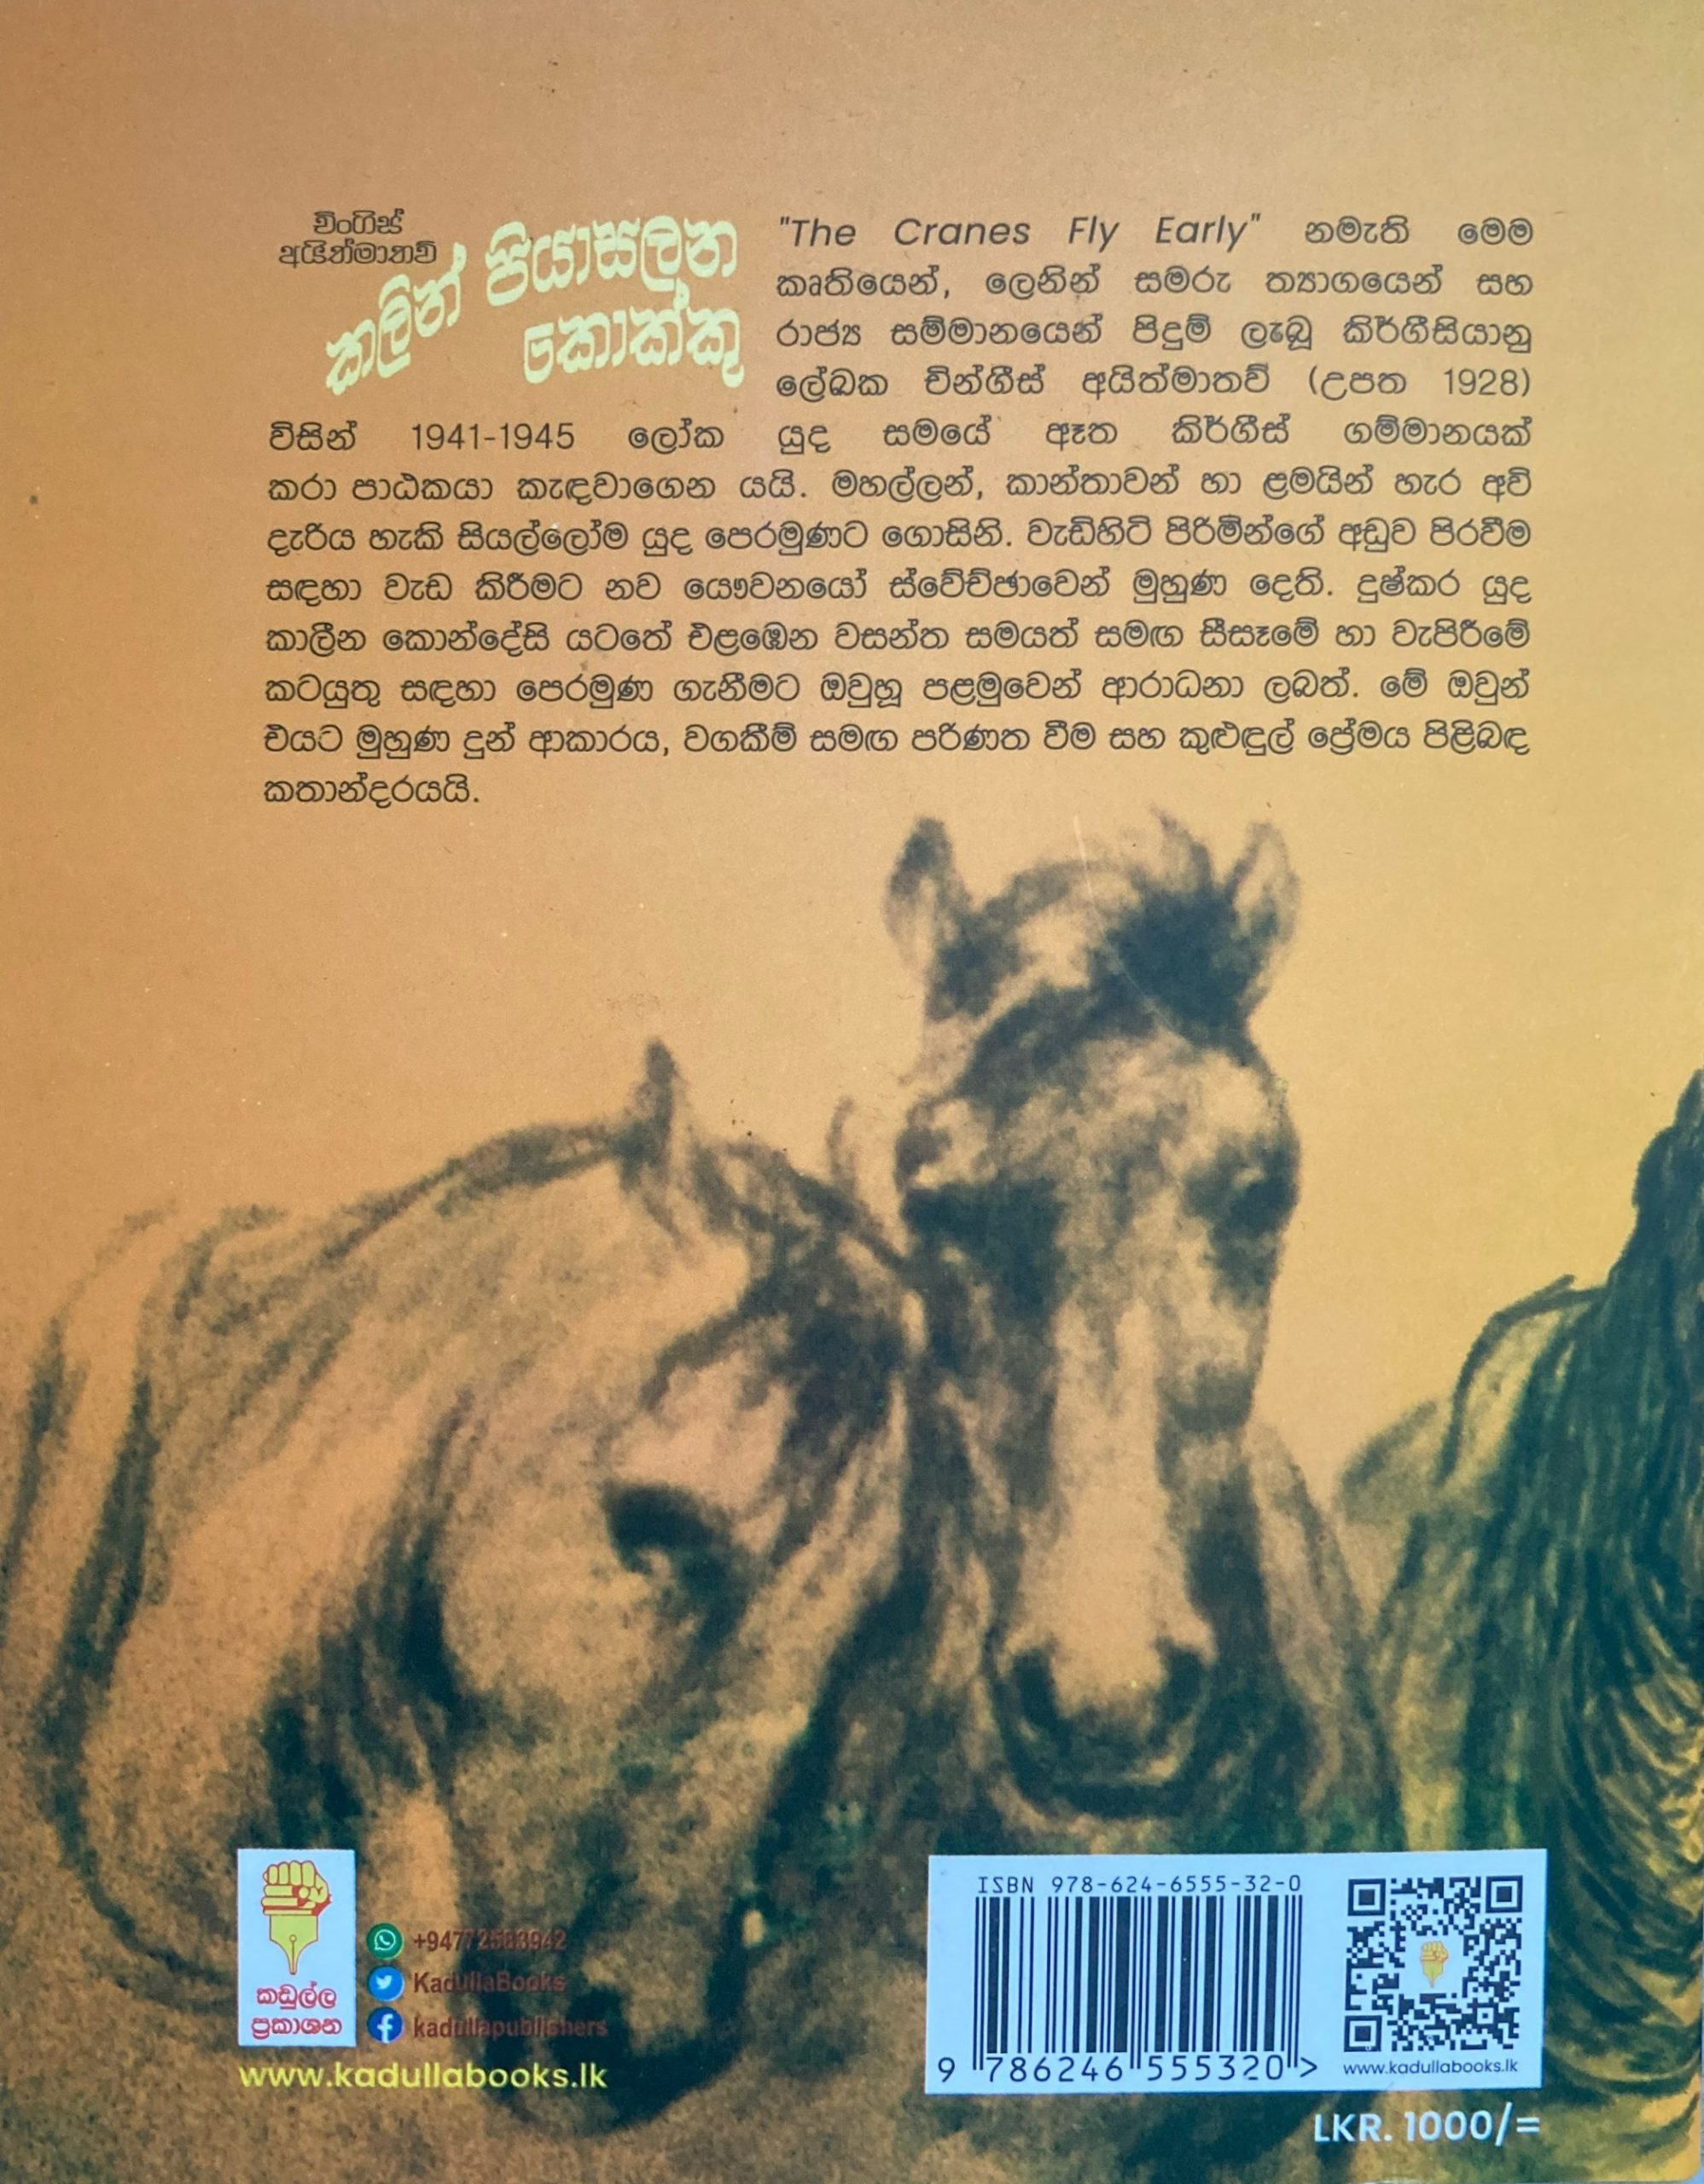 චිංගිස්
අයිත්මාතව්
කලින් පියාසලන
කොක්කු
"The Cranes Fly Early" නමැති මෙම
කෘතියෙන්, ලෙනින් සමරු ත්‍යාගයෙන් සහ
රාජ්‍ය සම්මානයෙන් පිදුම් ලැබූ කිර්ගීසියානු
ලේඛක චින්ගීස් අයිත්මාතව් (උපත 1928)
විසින් 1941-1945 ලෝක යුද සමයේ ඈත කිර්ගීස් ගම්මානයක්
කරා පාඨකයා කැඳවාගෙන යයි. මහල්ලන්, කාන්තාවන් හා ළමයින් හැර අවි
දැරිය හැකි සියල්ලෝම යුද පෙරමුණට ගොසිනි. වැඩිහිටි පිරිමින්ගේ අඩුව පිරවීම
සඳහා වැඩ කිරීමට නව යෞවනයෝ ස්වේච්ඡාවෙන් මුහුණ දෙති. දුෂ්කර යුද
කාලීන කොන්දේසි යටතේ එළඹෙන වසන්ත සමයත් සමඟ සීසෑමේ හා වැපිරීමේ
කටයුතු සඳහා පෙරමුණ ගැනීමට ඔවුහූ පළමුවෙන් ආරාධනා ලබත්. මේ ඔවුන්
එයට මුහුණ දුන් ආකාරය, වගකීම් සමඟ පරිණත වීම සහ කුළුඳුල් ප්‍රේමය පිළිබඳ
කතාන්දරයයි.
කඩුල්ල
ප්‍රකාශන
+94772583942
KadullaBooks
kadullapublishers
www.kadullabooks.lk
ISBN 978-624-6555-32-0
9 786246 555320 >
www.kadullabooks.lk
LKR. 1000/=